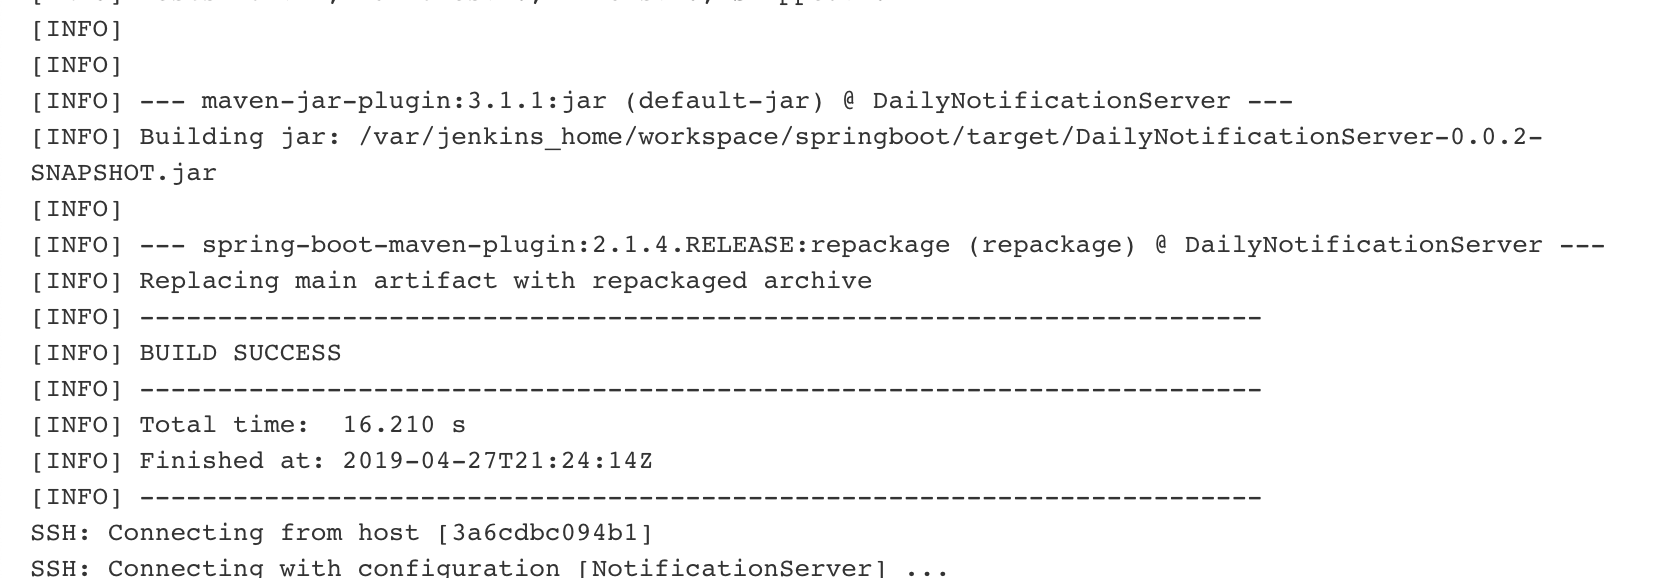 [INFO]
[INFO]
[INFO] --- maven-jar-plugin:3.1.1:jar (default-jar) @ DailyNotificationServer ---
[INFO] Building jar: /var/jenkins_home/workspace/springboot/target/DailyNotificationServer-0.0.2-
SNAPSHOT.jar
[INFO]
[INFO] --- spring-boot-maven-plugin:2.1.4.RELEASE:repackage (repackage) @ DailyNotificationServer ---
[INFO] Replacing main artifact with repackaged archive
[INFO] ------------------------------------------------------------------------
[INFO] BUILD SUCCESS
[INFO] ------------------------------------------------------------------------
[INFO] Total time:  16.210 s
[INFO] Finished at: 2019-04-27T21:24:14Z
[INFO] ------------------------------------------------------------------------
SSH: Connecting from host [3a6cdbc094b1]
SSH: Connecting with configuration [NotificationServer] ...